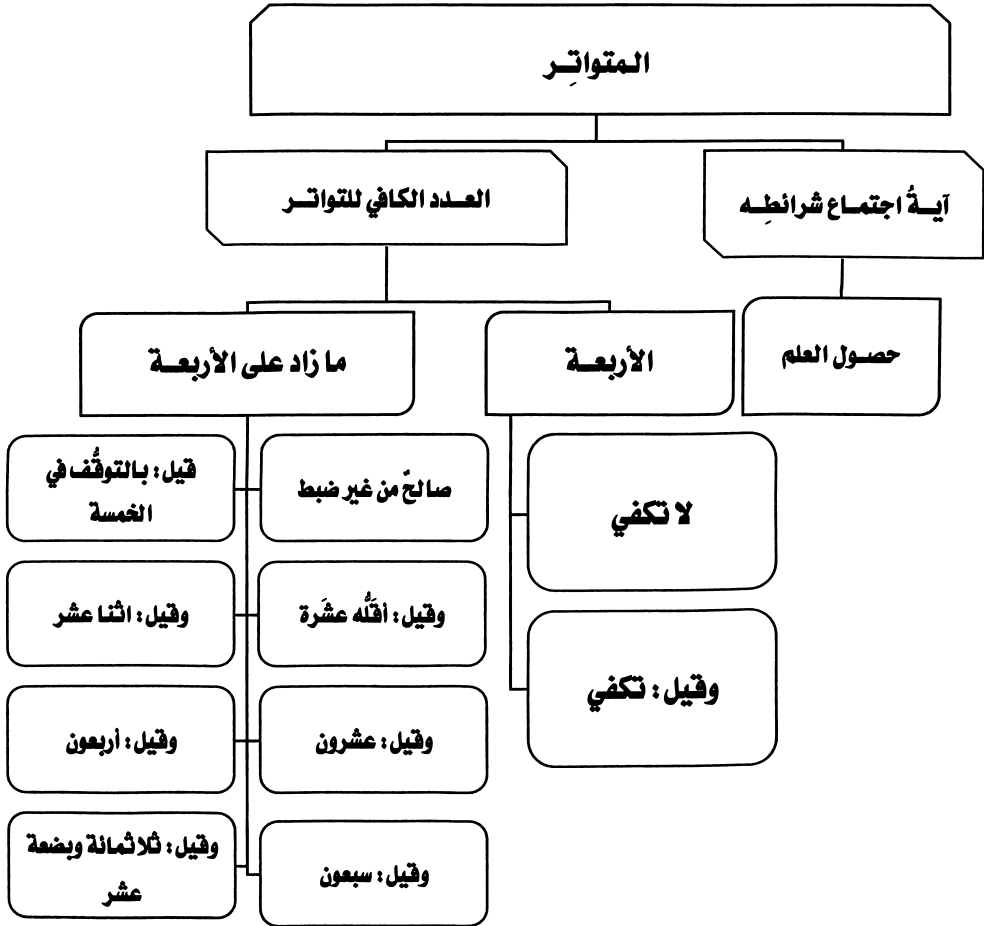 المتواتِر
آيةُ اجتماع شرائطِه
العدد الكافي للتواتر
حصول العلم
الأربعة
ما زاد على الأربعة
لا تكفي
وقيل: تكفي
صالحٌ من غير ضبط
قيل: بالتوقُّف في
الخمسة
وقيل: أقلُّه عشَرة
وقيل: اثنا عشر
وقيل: عشرون
وقيل: أربعون
وقيل: سبعون
وقيل: ثلاثمائة وبضعة
عشر